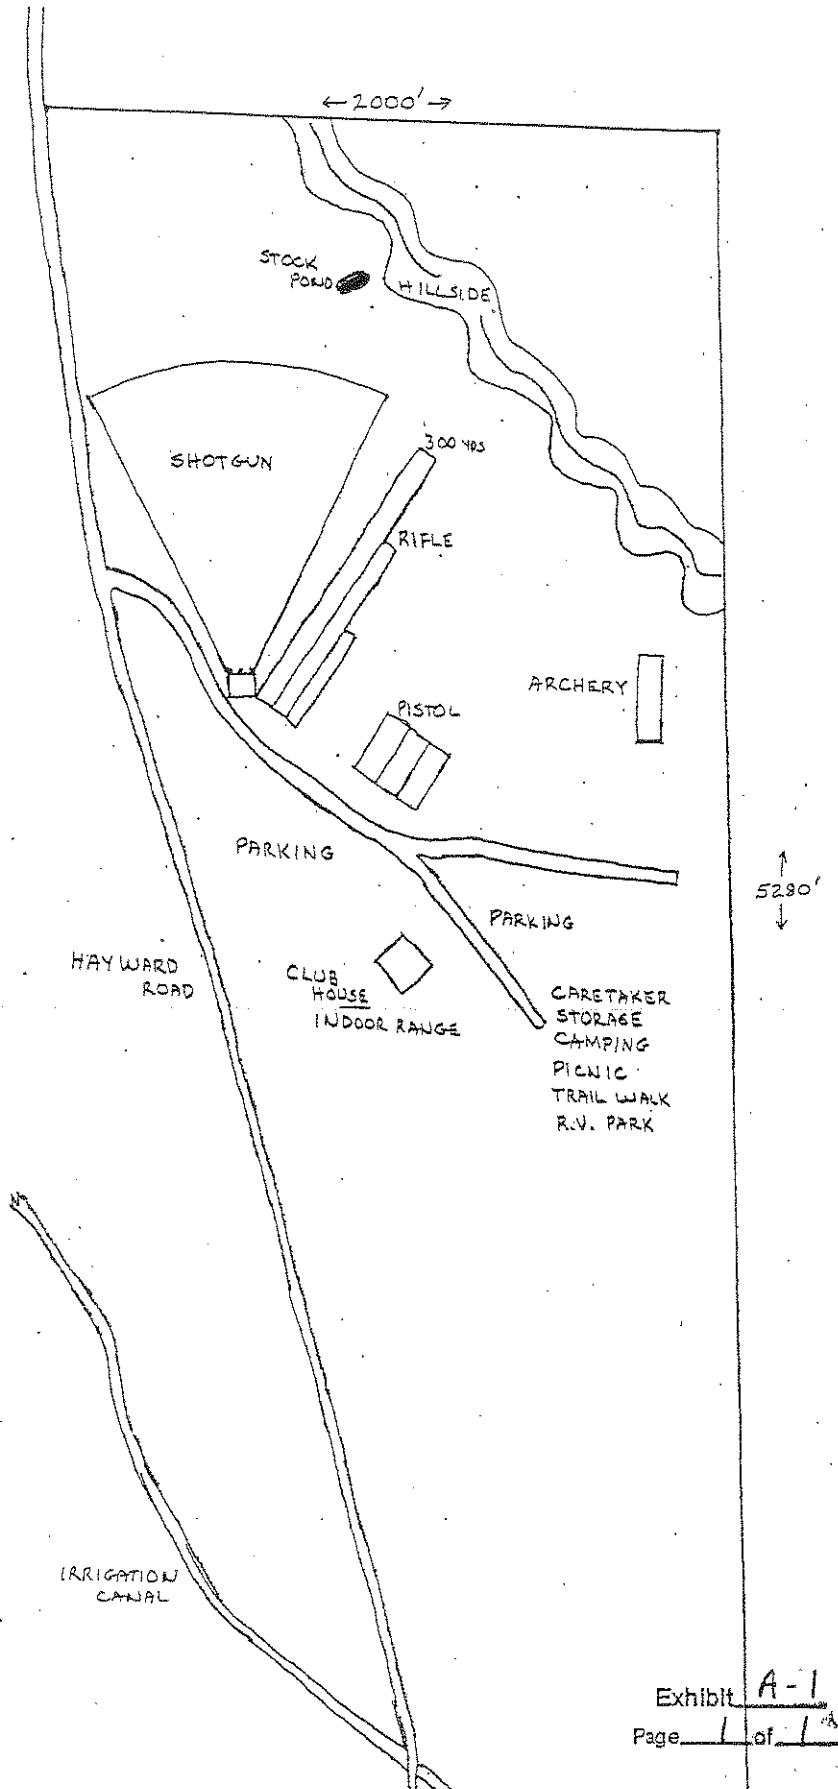 ← 2000' →
STOCK
POND
HILLSIDE
SHOTGUN
300 YDS
RIFLE
ARCHERY
PISTOL
PARKING
5280'
PARKING
HAYWARD
ROAD
CLUB
HOUSE
INDOOR RANGE
CARETAKER
STORAGE
CAMPING
PICNIC
TRAIL WALK
R.V. PARK
IRRIGATION
CANAL
Exhibit A-1
Page 1 of 1